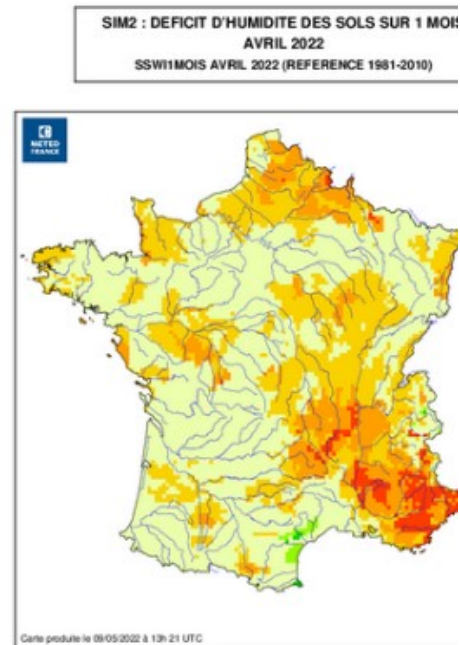 SIM2 : DEFICIT D'HUMIDITE DES SOLS SUR 1 MOIS
AVRIL 2022
SSWI1MOIS AVRIL 2022 (REFERENCE 1981-2010)
METEO
FRANCE
Carte produite le 09/05/2022 à 13h 21 UTC